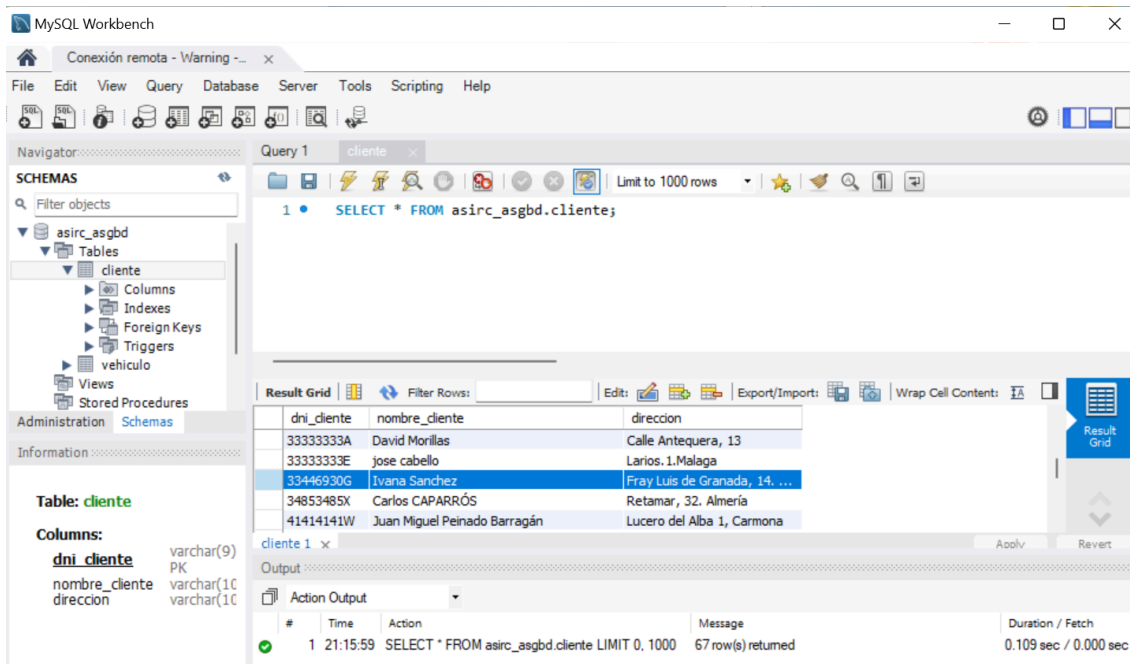 MySQL Workbench
Conexión remota - Warning -...
File Edit View Query Database Server Tools Scripting Help
Navigator
SCHEMAS
Filter objects
asirc_asgbd
Tables
cliente
Columns
Indexes
Foreign Keys
Triggers
vehiculo
Views
Stored Procedures
Administration Schemas
Information
Table: cliente
Columns:
dni_cliente varchar(9) PK
nombre_cliente varchar(10
direccion varchar(10
Query 1 cliente
Limit to 1000 rows
1 SELECT * FROM asirc_asgbd.cliente;
Result Grid Filter Rows: Edit: Export/Import: Wrap Cell Content:
Result Grid
dni_cliente nombre_cliente direccion
33333333A David Morillas Calle Antequera, 13
33333333E jose cabello Larios.1.Malaga
33446930G Ivana Sanchez Fray Luis de Granada, 14. ...
34853485X Carlos CAPARRÓS Retamar, 32. Almería
41414141W Juan Miguel Peinado Barragán Lucero del Alba 1, Carmona
cliente 1 Apply Revert
Output
Action Output
# Time Action Message Duration / Fetch
1 21:15:59 SELECT * FROM asirc_asgbd.cliente LIMIT 0, 1000 67 row(s) returned 0.109 sec / 0.000 sec